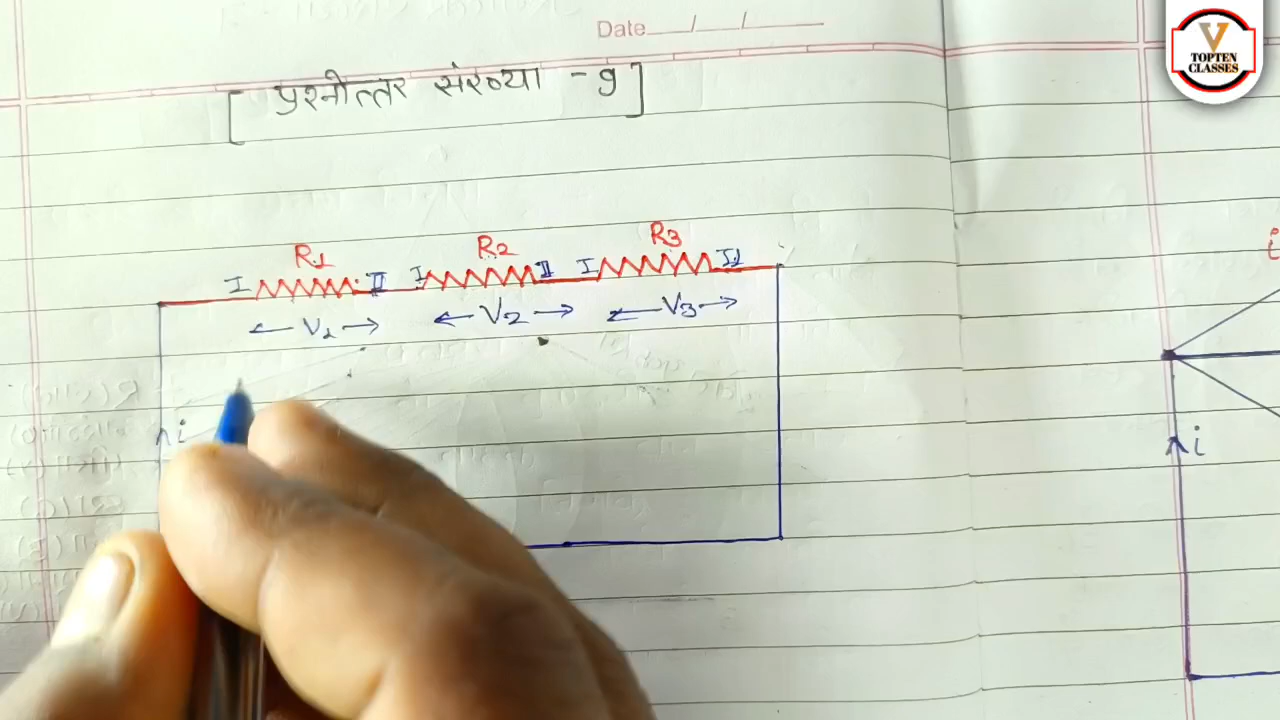 Date
[ प्रश्नोत्तर संख्या - 9 ]
V
TOPTEN
CLASSES
R1 R2 R3
I II I II I II
V1 V2 V3
i
i
i